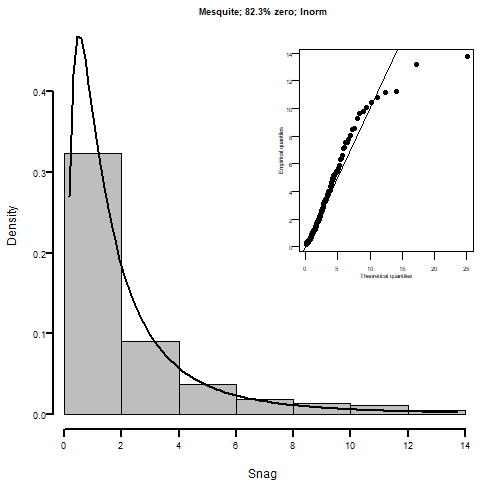 Mesquite; 82.3% zero; lnorm
Density
0.4
0.3
0.2
0.1
0.0
0 2 4 6 8 10 12 14
Snag
Empirical quantiles
14
12
10
8
6
4
2
0
0 5 10 15 20 25
Theoretical quantiles